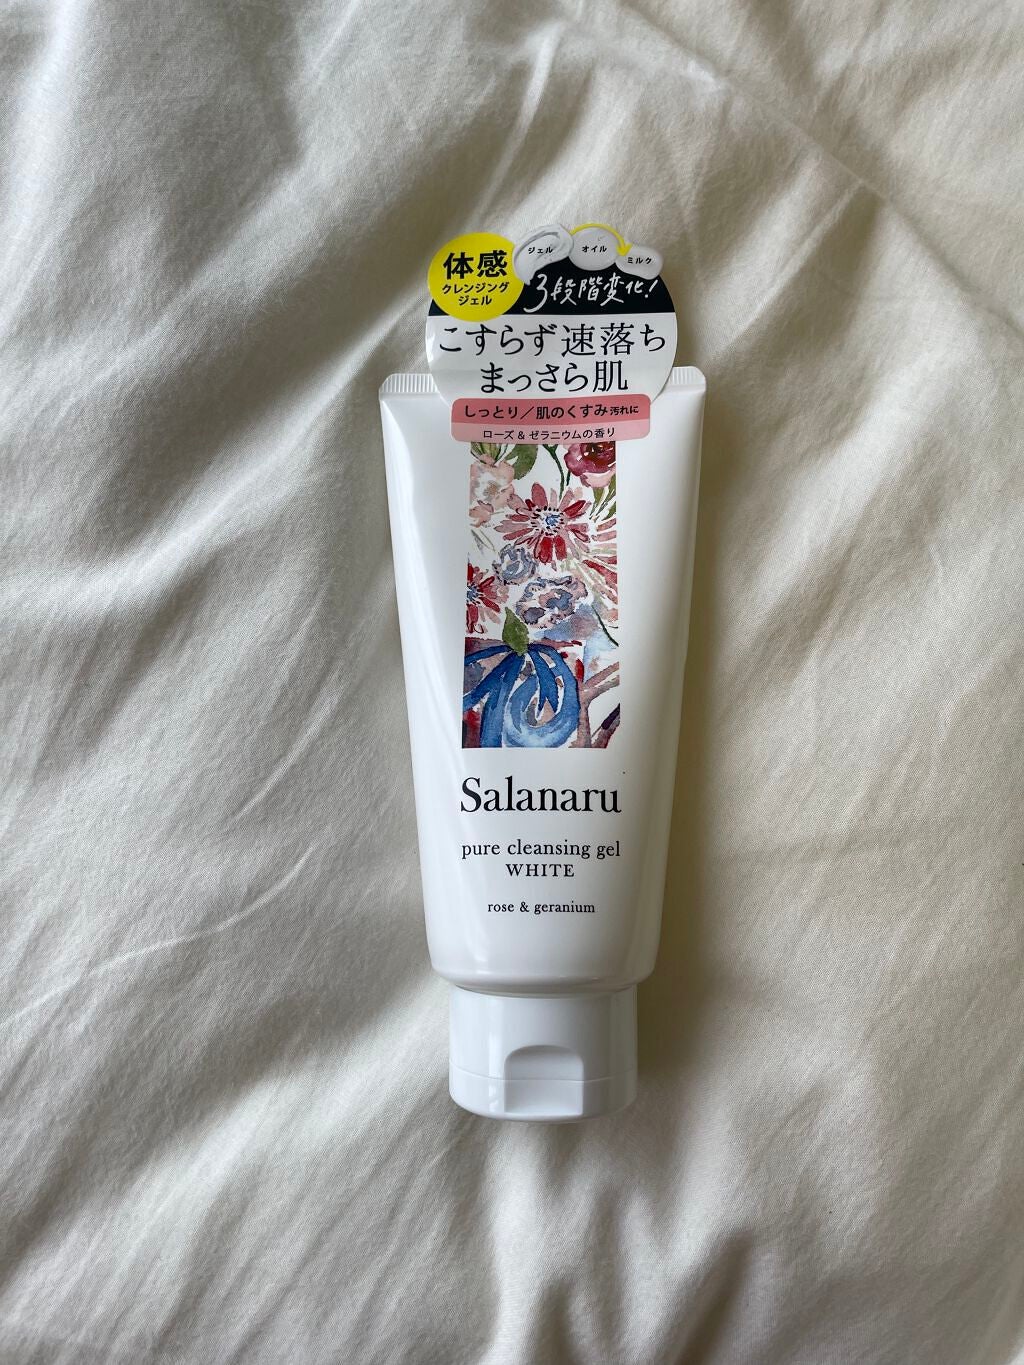 体感
クレンジング
ジェル
ジェル
オイル
ミルク
3段階変化!
こすらず速落ち
まっさら肌
しっとり/肌のくすみ汚れに
ローズ&ゼラニウムの香り
Salanaru
pure cleansing gel
WHITE
rose & geranium